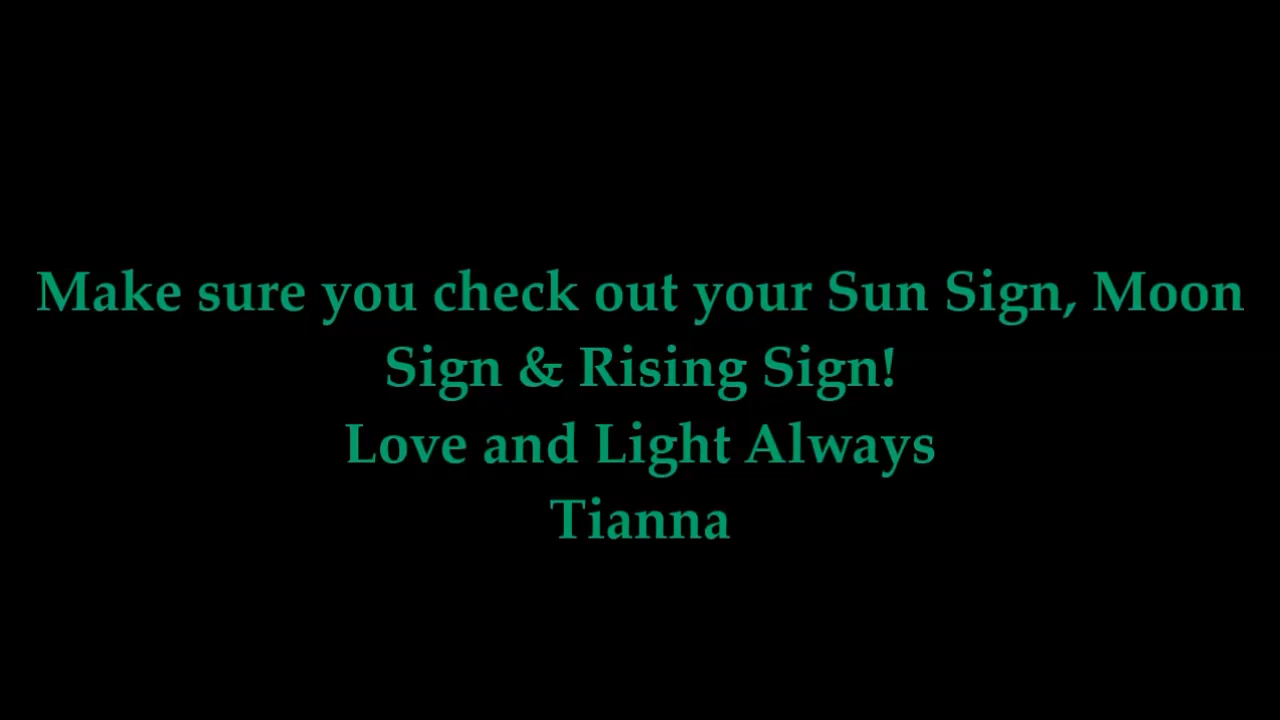 Make sure you check out your Sun Sign, Moon
Sign & Rising Sign!
Love and Light Always
Tianna